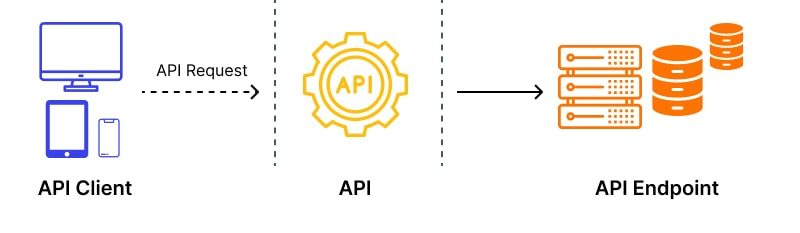 API Request
API
API Client
API
API Endpoint